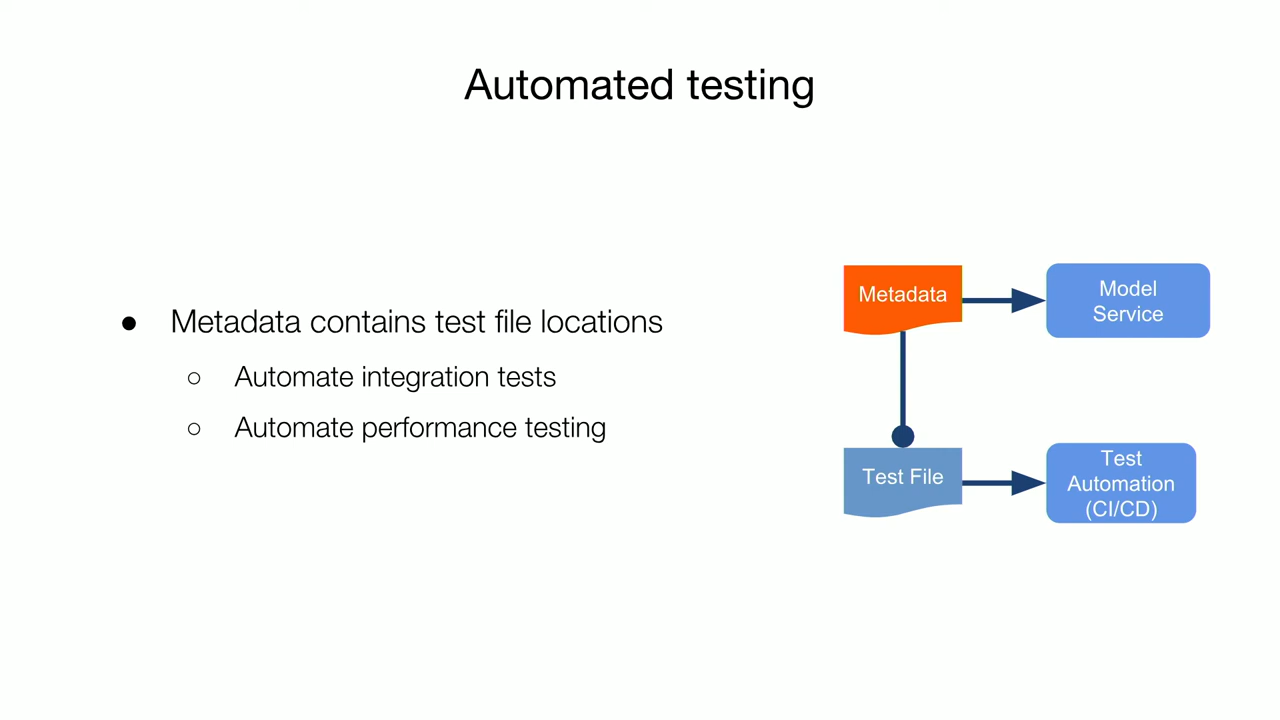 Automated testing
● Metadata contains test file locations
○ Automate integration tests
○ Automate performance testing
Metadata
Model
Service
Test File
Test
Automation
(CI/CD)